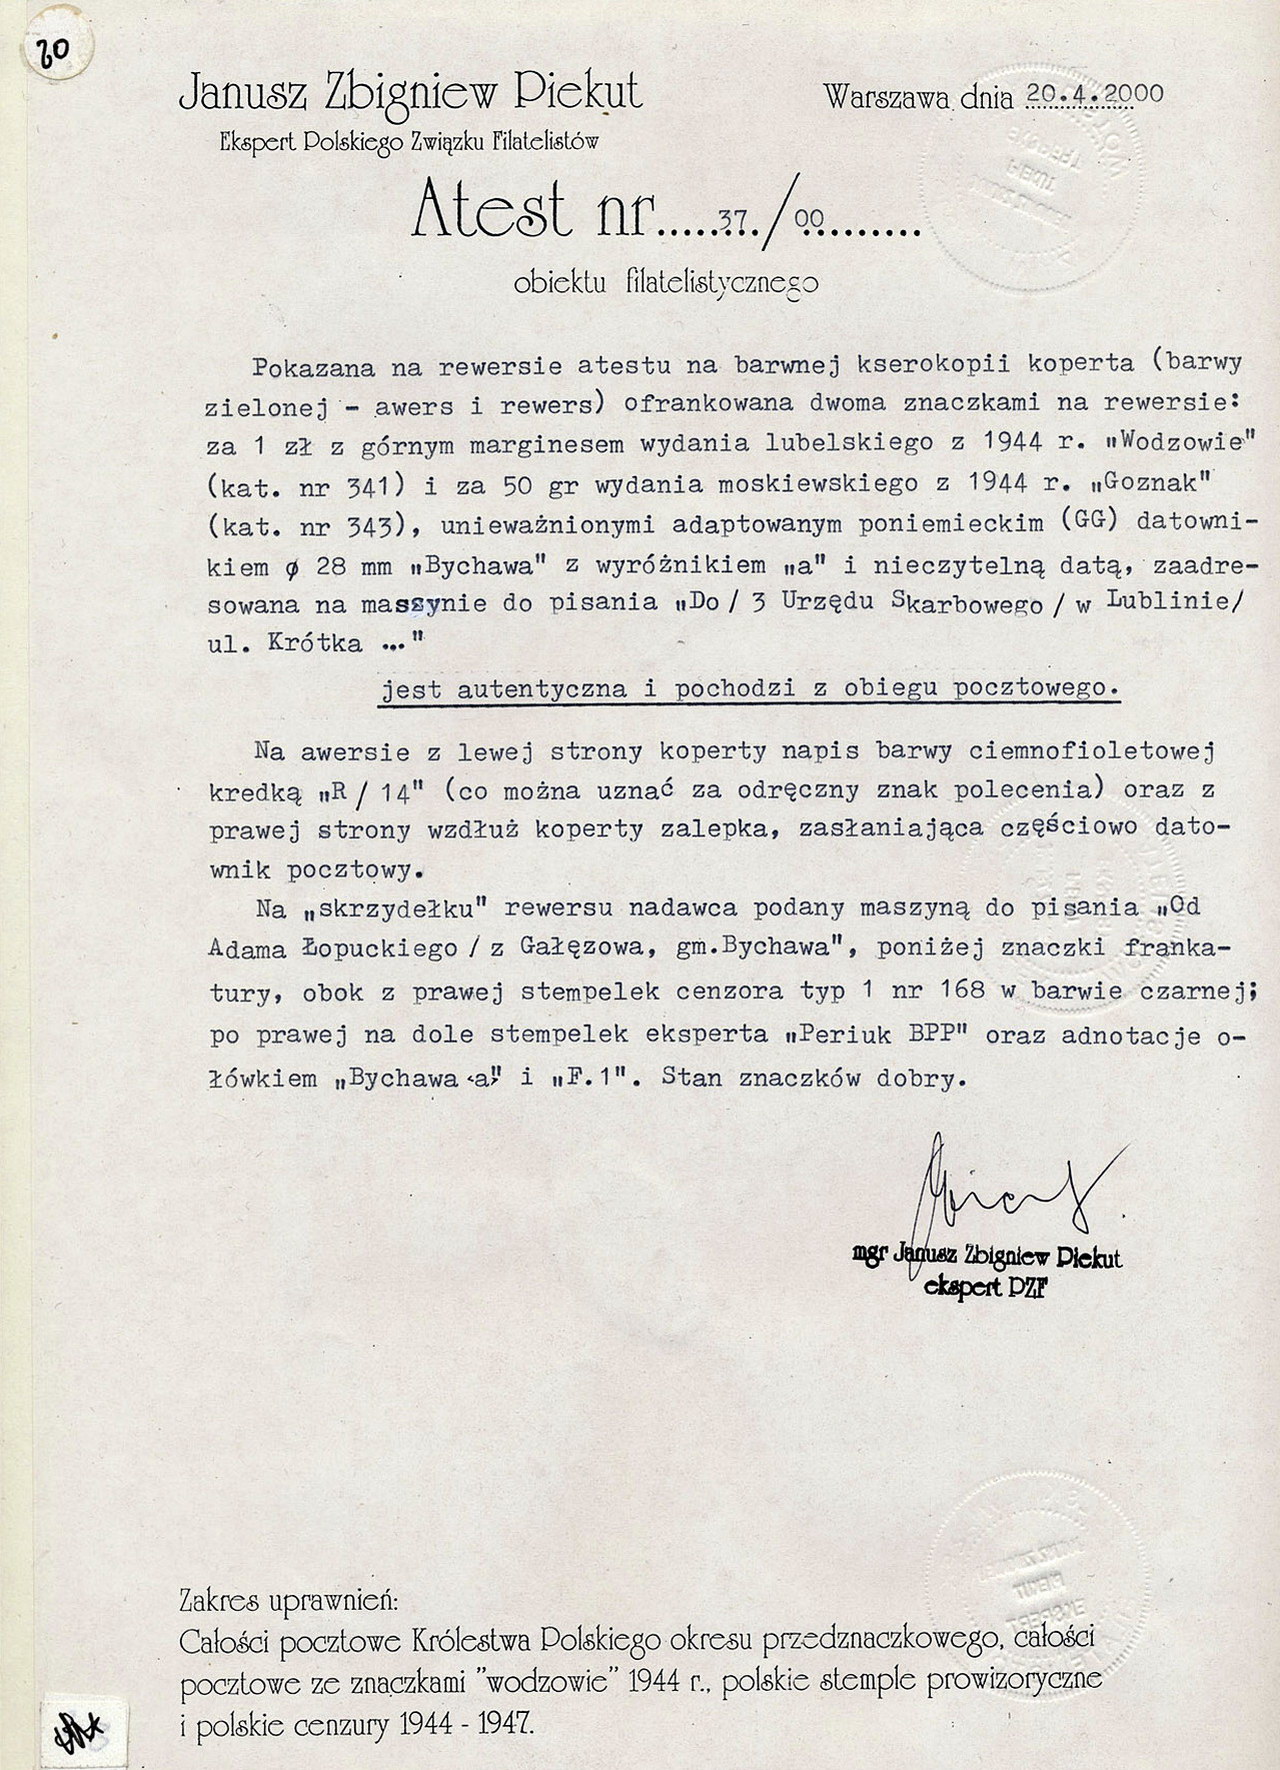 20
Janusz Zbigniew Piekut
Warszawa, dnia 20.4.2000
Ekspert Polskiego Związku Filatelistów
Atest nr.....37./00........
obiektu filatelistycznego
Pokazana na rewersie atestu na barwnej kserokopii koperta (barwy
zielonej - awers i rewers) ofrankowana dwoma znaczkami na rewersie:
za 1 zł z górnym marginesem wydania lubelskiego z 1944 r. „Wodzowie"
(kat. nr 341) i za 50 gr wydania moskiewskiego z 1944 r. „Goznak"
(kat. nr 343), unieważnionymi adaptowanym poniemieckim (GG) datowni-
kiem ø 28 mm „Bychawa" z wyróżnikiem „a" i nieczytelną datą, zaadre-
sowana na maszynie do pisania „Do / 3 Urzędu Skarbowego / w Lublinie/
ul. Krótka ..."
jest autentyczna i pochodzi z obiegu pocztowego.
Na awersie z lewej strony koperty napis barwy ciemnofioletowej
kredką „R / 14" (co można uznać za odręczny znak polecenia) oraz z
prawej strony wzdłuż koperty zalepka, zasłaniająca częściowo dato-
wnik pocztowy.
Na „skrzydełku" rewersu nadawca podany maszyną do pisania „Od
Adama Łopuckiego / z Gałęzowa, gm.Bychawa", poniżej znaczki franka-
tury, obok z prawej stempelek cenzora typ 1 nr 168 w barwie czarnej;
po prawej na dole stempelek eksperta „Periuk BPP" oraz adnotacje o-
łówkiem „Bychawa <a" i „F.1". Stan znaczków dobry.
mgr Janusz Zbigniew Piekut
ekspert PZF
Zakres uprawnień:
Całości pocztowe Królestwa Polskiego okresu przedznaczkowego, całości
pocztowe ze znaczkami "wodzowie" 1944 r., polskie stemple prowizoryczne
i polskie cenzury 1944 - 1947.